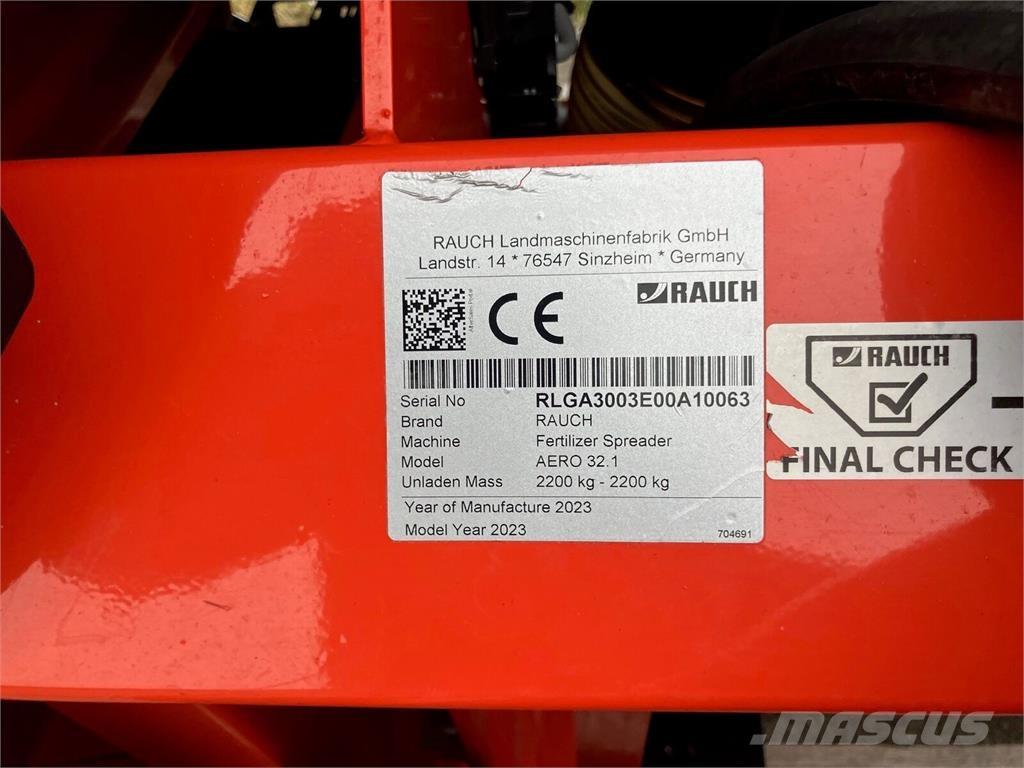 RAUCH Landmaschinenfabrik GmbH
Landstr. 14 * 76547 Sinzheim * Germany
AfterSales-Portal
CE
RAUCH
Serial No RLGA3003E00A10063
Brand RAUCH
Machine Fertilizer Spreader
Model AERO 32.1
Unladen Mass 2200 kg - 2200 kg
Year of Manufacture 2023
Model Year 2023
704691
RAUCH
FINAL CHECK
MASCUS